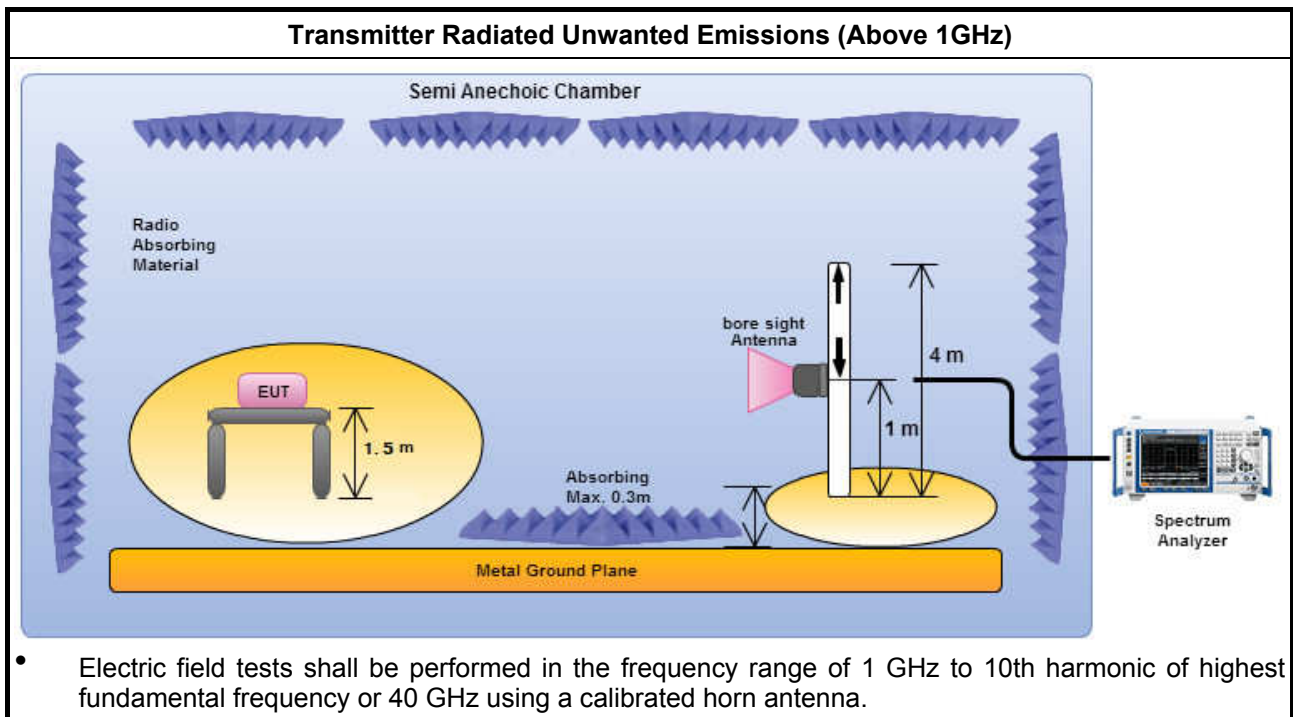 Transmitter Radiated Unwanted Emissions (Above 1GHz)
Semi Anechoic Chamber
Radio
Absorbing
Material
bore sight
Antenna
4 m
EUT
1.5 m
1 m
Absorbing
Max. 0.3m
Spectrum
Analyzer
Metal Ground Plane
• Electric field tests shall be performed in the frequency range of 1 GHz to 10th harmonic of highest
fundamental frequency or 40 GHz using a calibrated horn antenna.